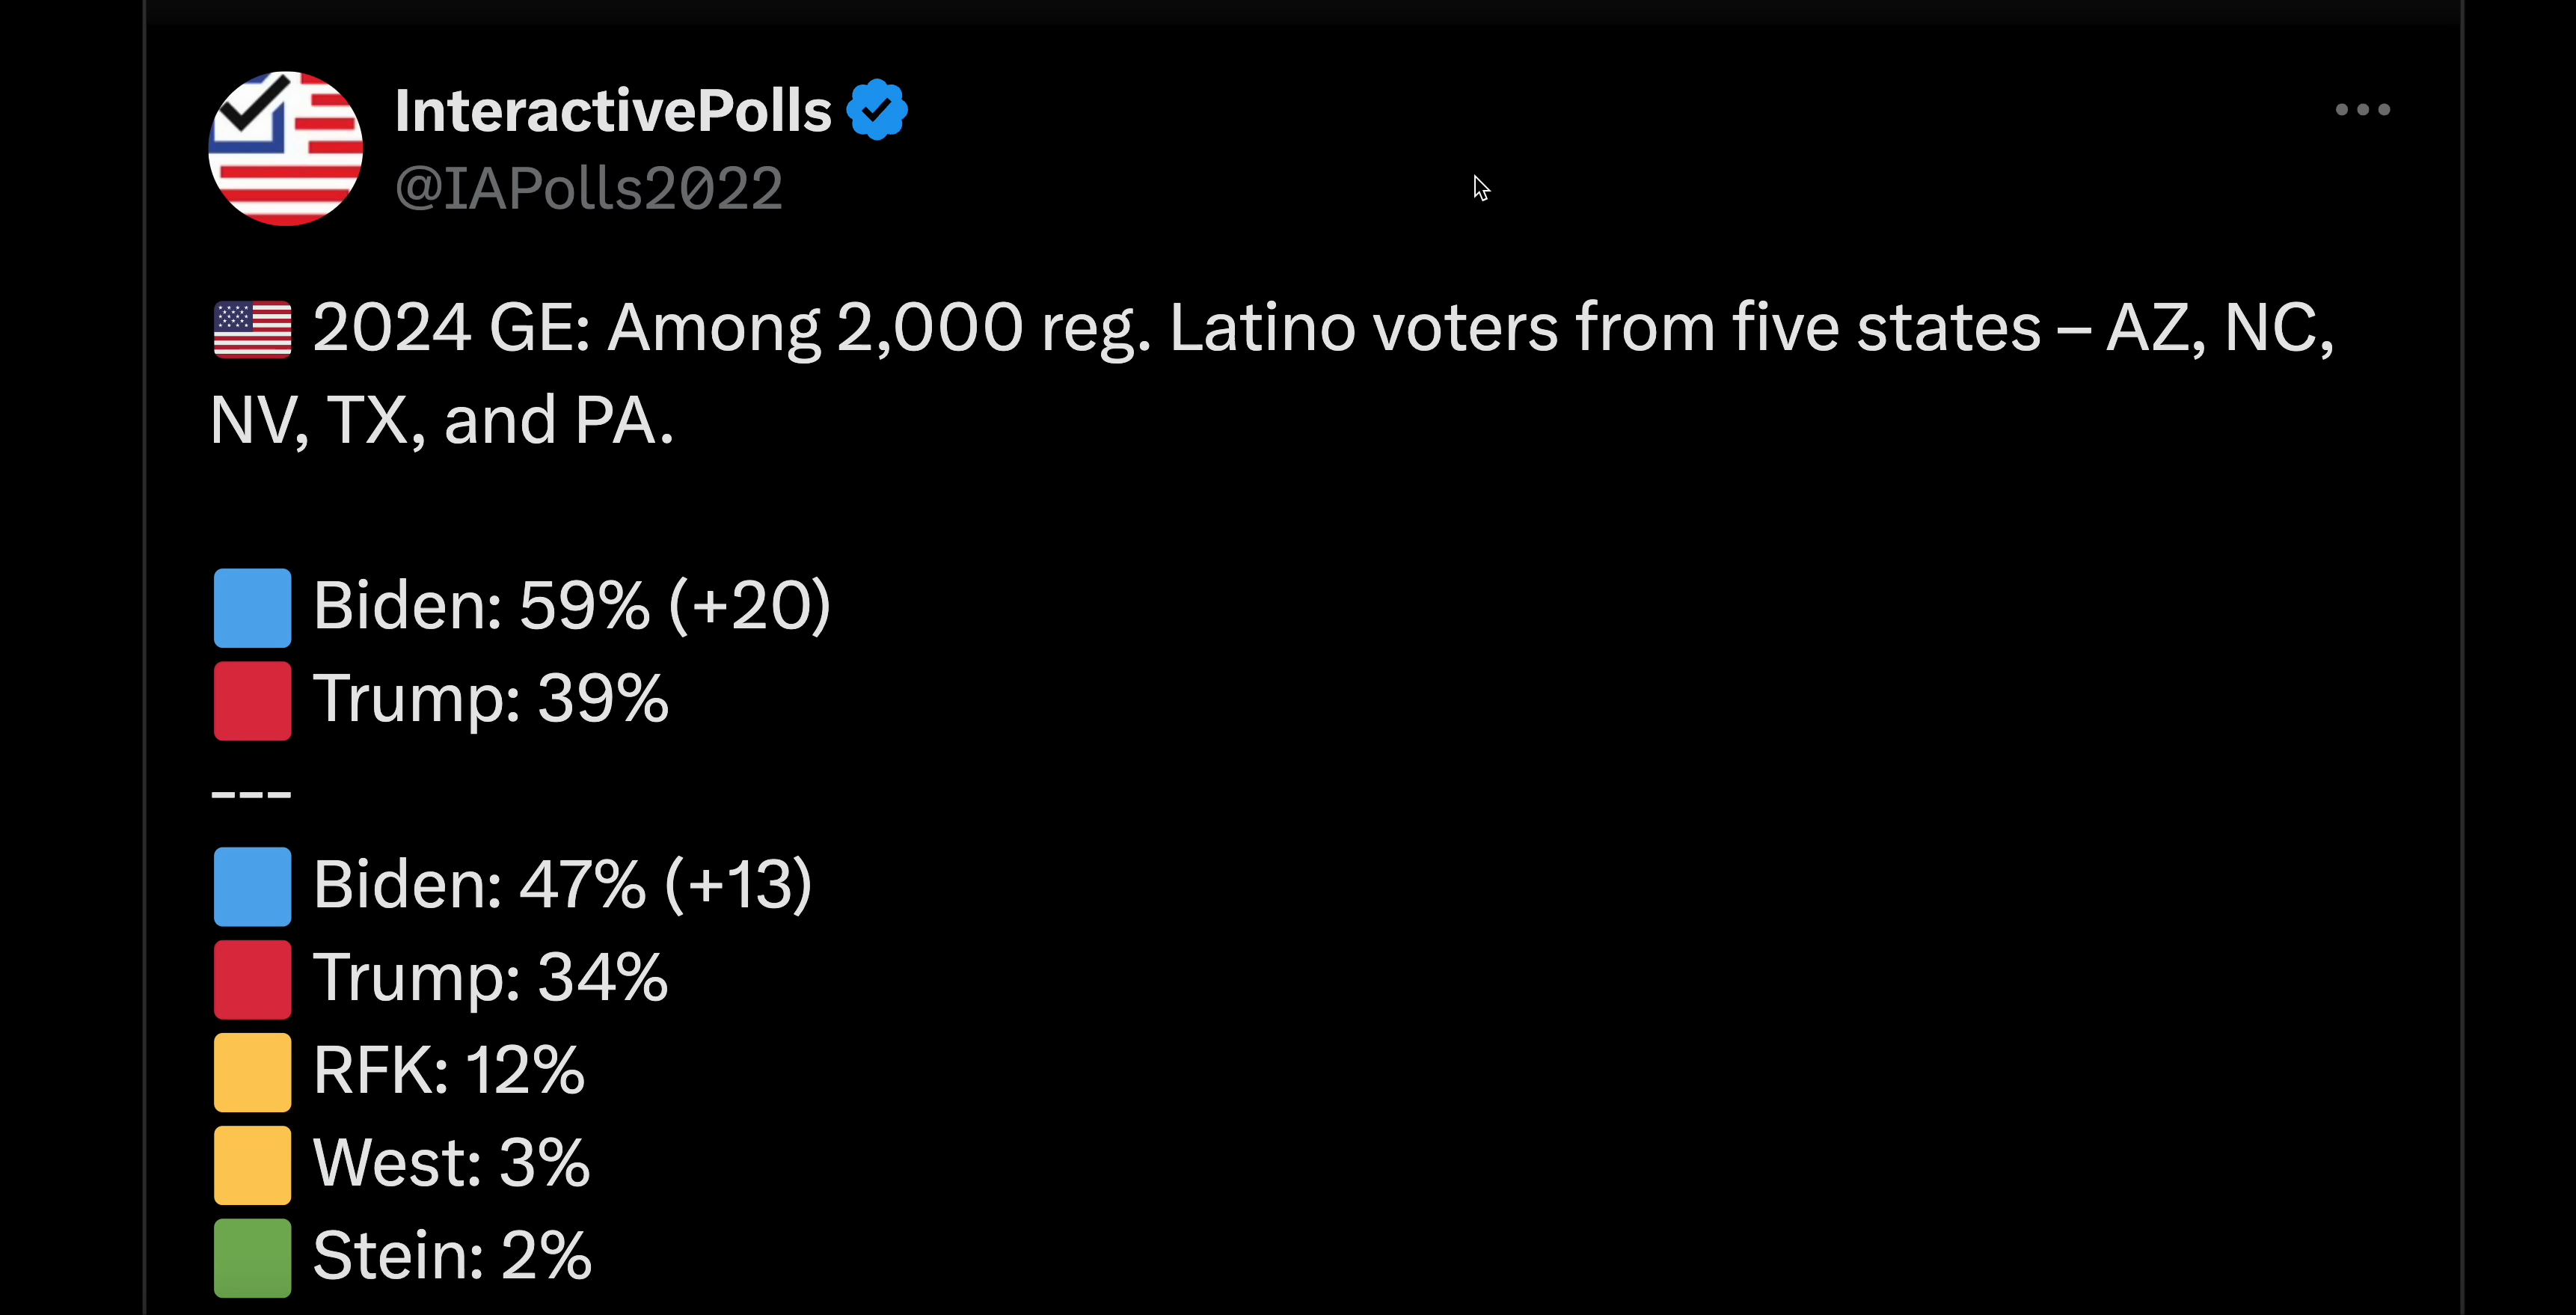 InteractivePolls
@IAPolls2022
🇺🇸 2024 GE: Among 2,000 reg. Latino voters from five states – AZ, NC,
NV, TX, and PA.
🟦 Biden: 59% (+20)
🟥 Trump: 39%
---
🟦 Biden: 47% (+13)
🟥 Trump: 34%
🟨 RFK: 12%
🟨 West: 3%
🟩 Stein: 2%